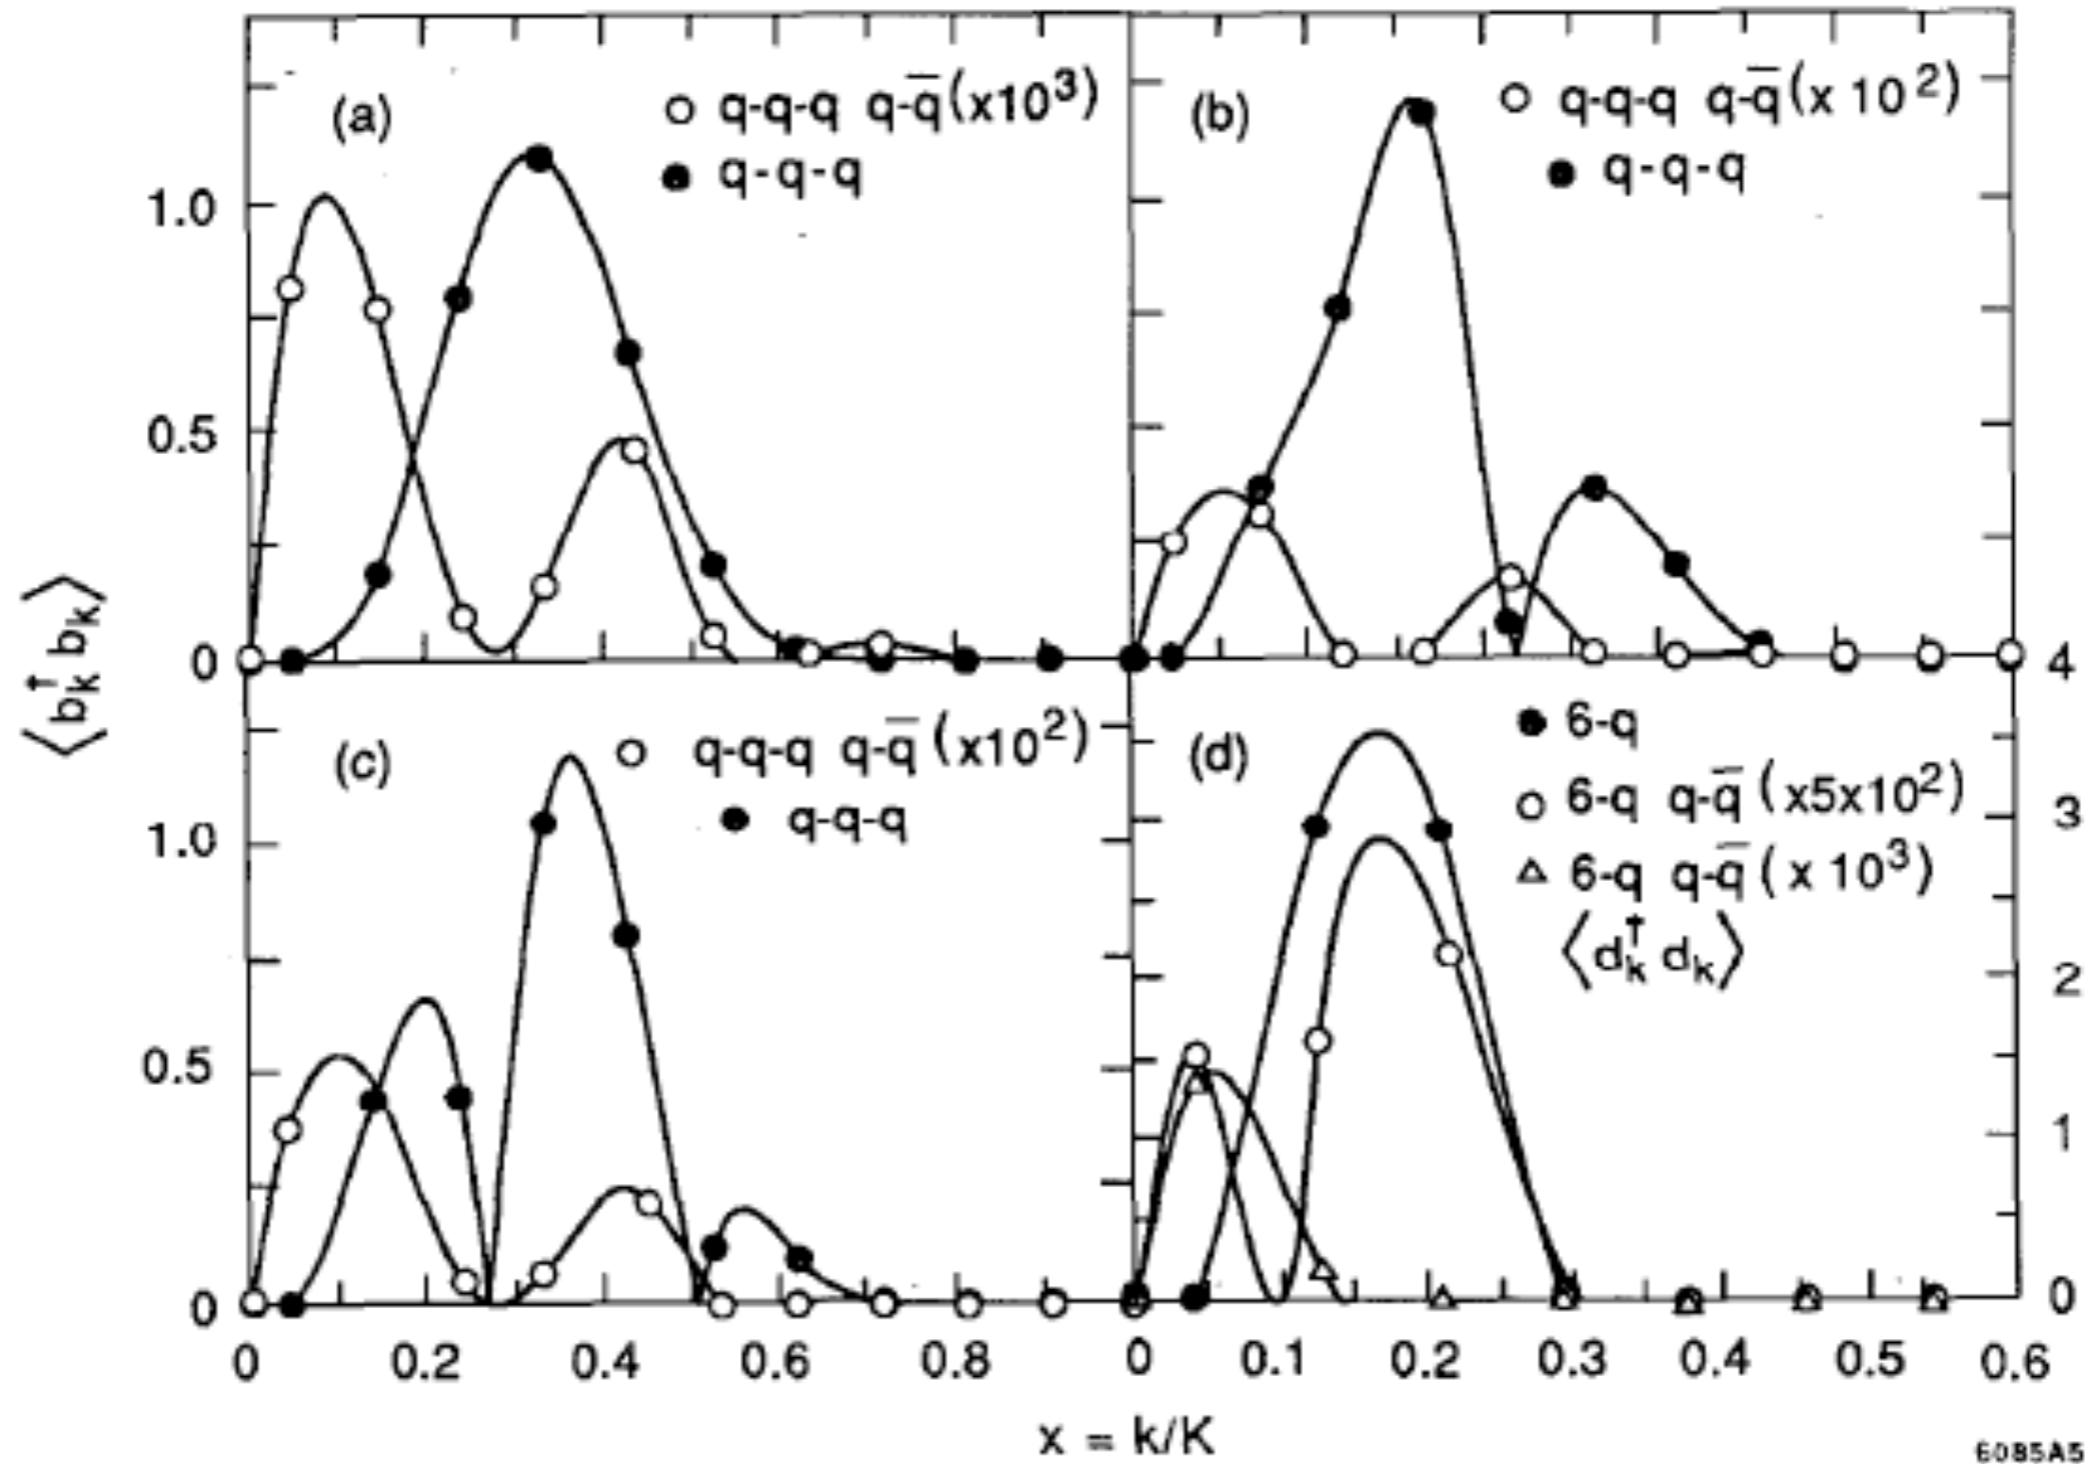 (a)
○ q-q-q q-q̅ (x10³)
● q-q-q
(b)
○ q-q-q q-q̅ (x 10²)
● q-q-q
1.0
0.5
0
4
⟨b†ₖ bₖ⟩
(c)
○ q-q-q q-q̅ (x10²)
● q-q-q
(d)
● 6-q
○ 6-q q-q̅ (x5x10²)
△ 6-q q-q̅ (x 10³)
⟨d†ₖ dₖ⟩
1.0
0.5
0
3
2
1
0
0 0.2 0.4 0.6 0.8
0 0.1 0.2 0.3 0.4 0.5 0.6
x = k/K
6085A5